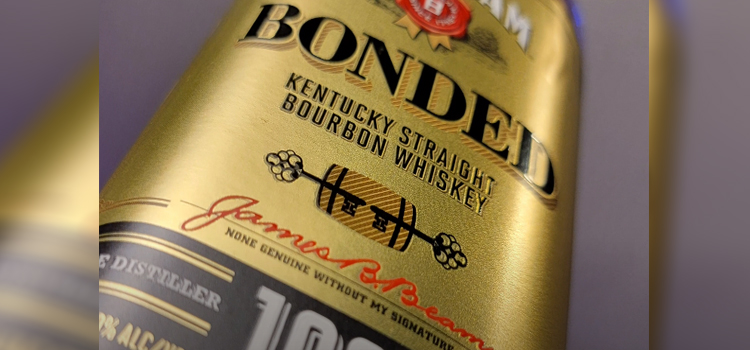 BONDED
KENTUCKY STRAIGHT
BOURBON WHISKEY
James B. Beam
NONE GENUINE WITHOUT MY SIGNATURE
DISTILLER